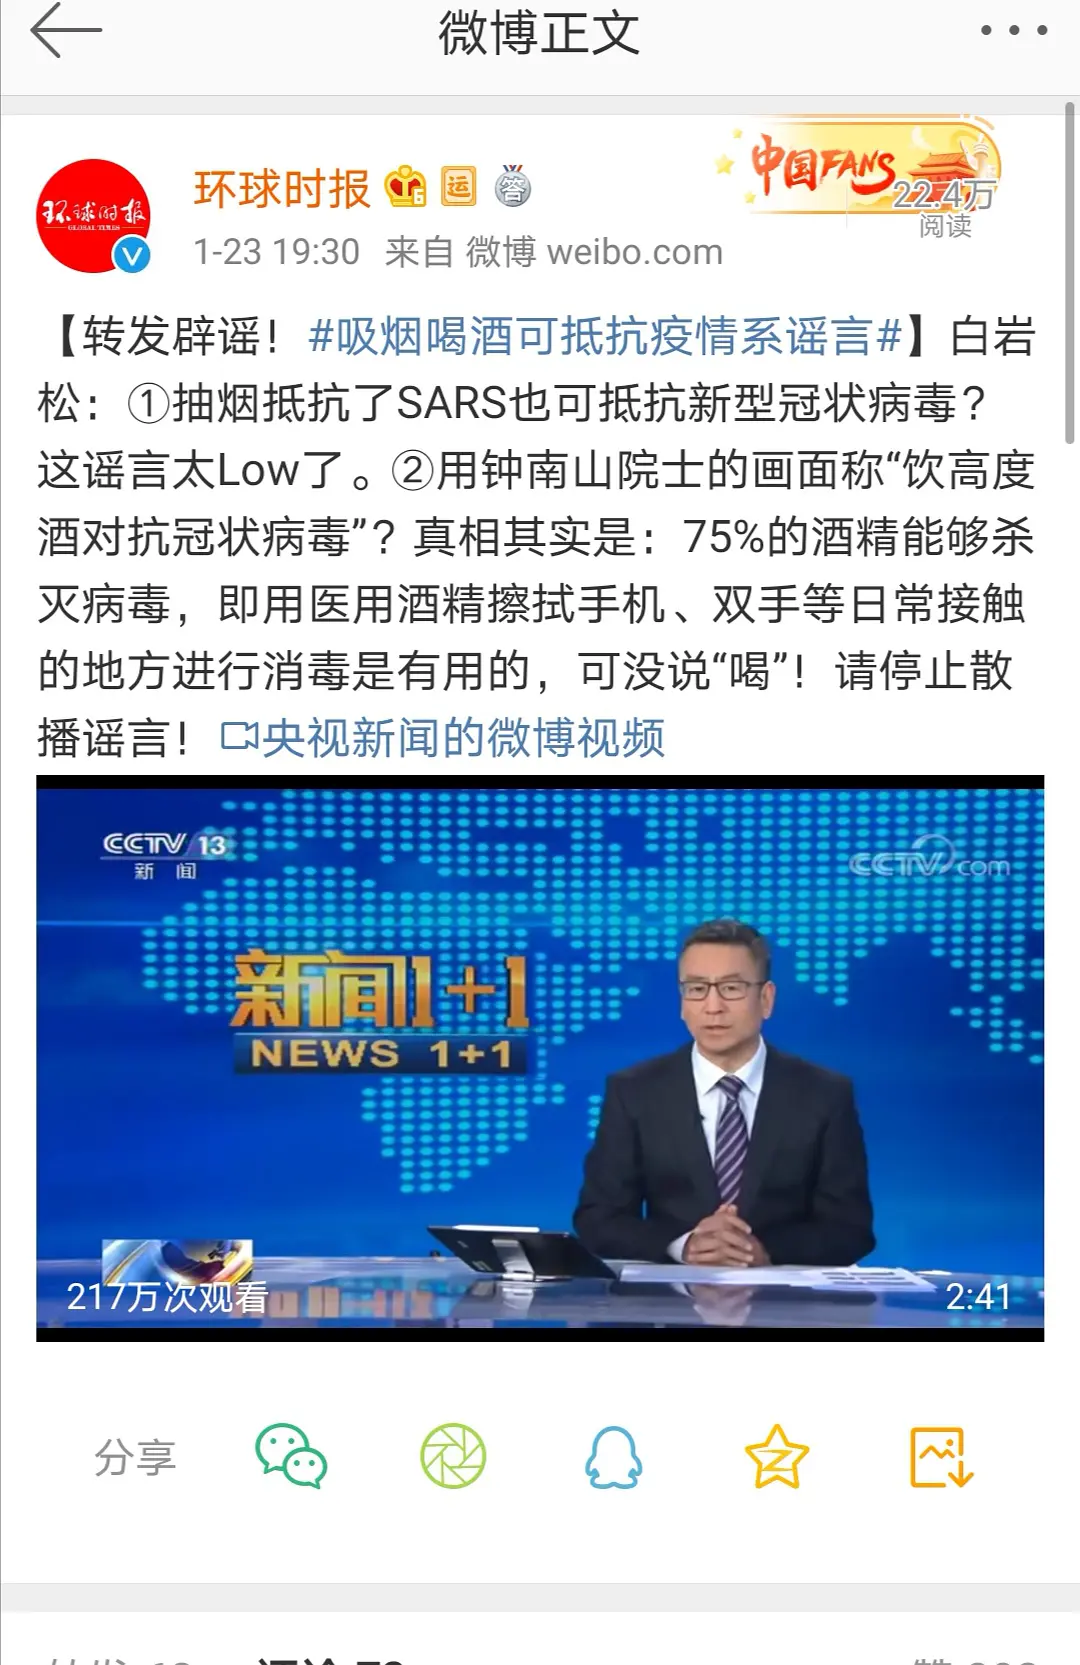 微博正文
环球时报
GLOBAL TIMES
V
环球时报
运
答
中国FANS
22.4万
阅读
1-23 19:30 来自 微博 weibo.com
【转发辟谣！#吸烟喝酒可抵抗疫情系谣言#】白岩
松：①抽烟抵抗了SARS也可抵抗新型冠状病毒？
这谣言太Low了。②用钟南山院士的画面称“饮高度
酒对抗冠状病毒”？真相其实是：75%的酒精能够杀
灭病毒，即用医用酒精擦拭手机、双手等日常接触
的地方进行消毒是有用的，可没说“喝”！请停止散
播谣言！央视新闻的微博视频
CCTV 13
新 闻
CCTV.com
新闻1+1
NEWS 1+1
217万次观看
2:41
分享